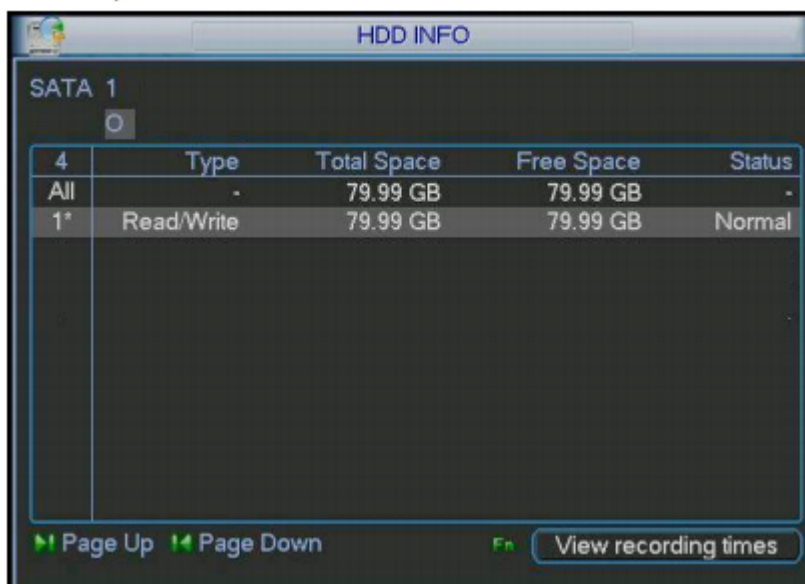 HDD INFO
SATA 1
O
4 Type Total Space Free Space Status
All - 79.99 GB 79.99 GB -
1* Read/Write 79.99 GB 79.99 GB Normal
Page Up Page Down Fn View recording times